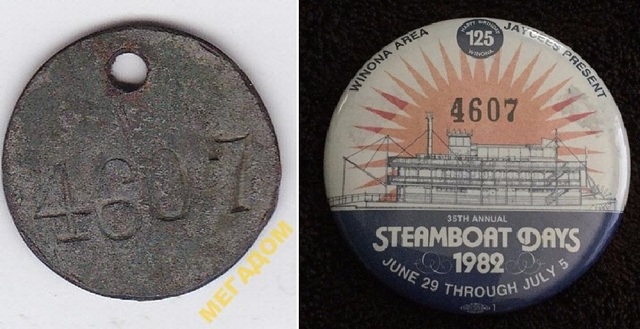 4607
МЕГАДОМ
HAPPY BIRTHDAY
125
WINONA
WINONA AREA JAYCEES PRESENT
4607
35TH ANNUAL
STEAMBOAT DAYS
1982
JUNE 29 THROUGH JULY 5